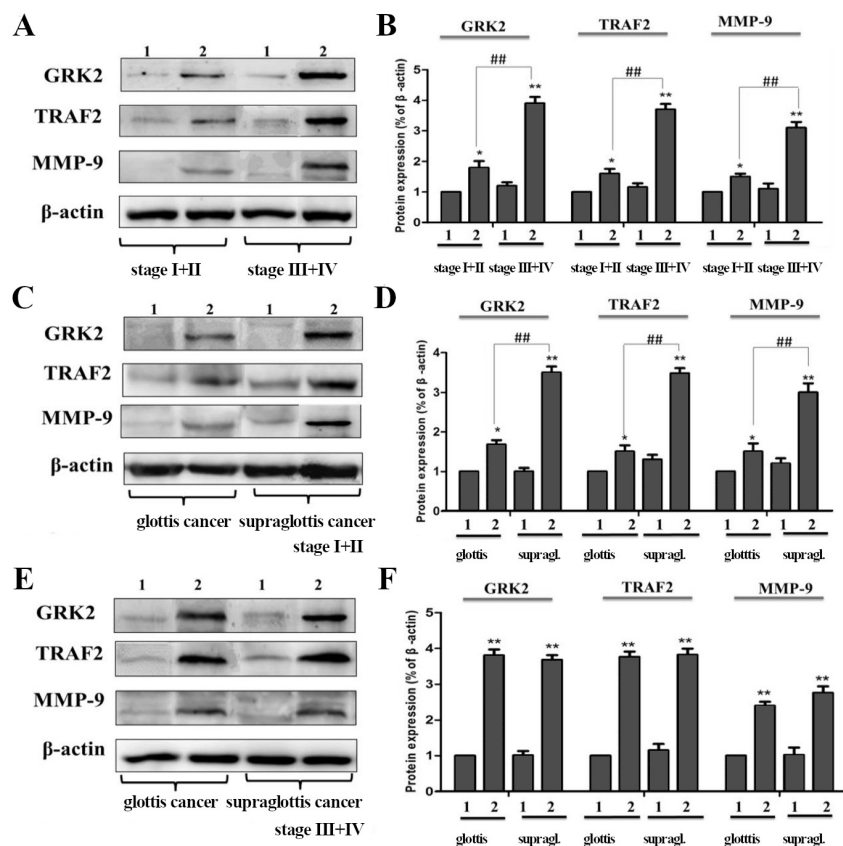 A
1 2 1 2
GRK2
TRAF2
MMP-9
β-actin
stage I+II stage III+IV
B
GRK2 TRAF2 MMP-9
Protein expression (% of β -actin)
5
4
3
2
1
0
* ## **
* ## **
* ## **
1 2 1 2 1 2 1 2 1 2 1 2
stage I+II stage III+IV stage I+II stage III+IV stage I+II stage III+IV
C
1 2 1 2
GRK2
TRAF2
MMP-9
β-actin
glottis cancer supraglottis cancer
stage I+II
D
GRK2 TRAF2 MMP-9
Protein expression (% of β -actin)
4
3
2
1
0
* ## **
* ## **
* ## **
1 2 1 2 1 2 1 2 1 2 1 2
glottis supragl. glottis supragl. glotttis supragl.
E
1 2 1 2
GRK2
TRAF2
MMP-9
β-actin
glottis cancer supraglottis cancer
stage III+IV
F
GRK2 TRAF2 MMP-9
Protein expression (% of β -actin)
5
4
3
2
1
0
** **
** **
** **
1 2 1 2 1 2 1 2 1 2 1 2
glottis supragl. glottis supragl. glotttis supragl.